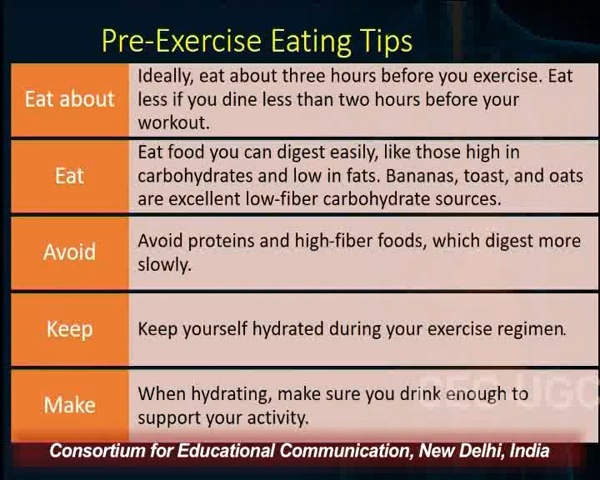 Pre-Exercise Eating Tips
Eat about
Ideally, eat about three hours before you exercise. Eat
less if you dine less than two hours before your
workout.
Eat
Eat food you can digest easily, like those high in
carbohydrates and low in fats. Bananas, toast, and oats
are excellent low-fiber carbohydrate sources.
Avoid
Avoid proteins and high-fiber foods, which digest more
slowly.
Keep
Keep yourself hydrated during your exercise regimen.
Make
When hydrating, make sure you drink enough to
support your activity.
CEC UGC
Consortium for Educational Communication, New Delhi, India